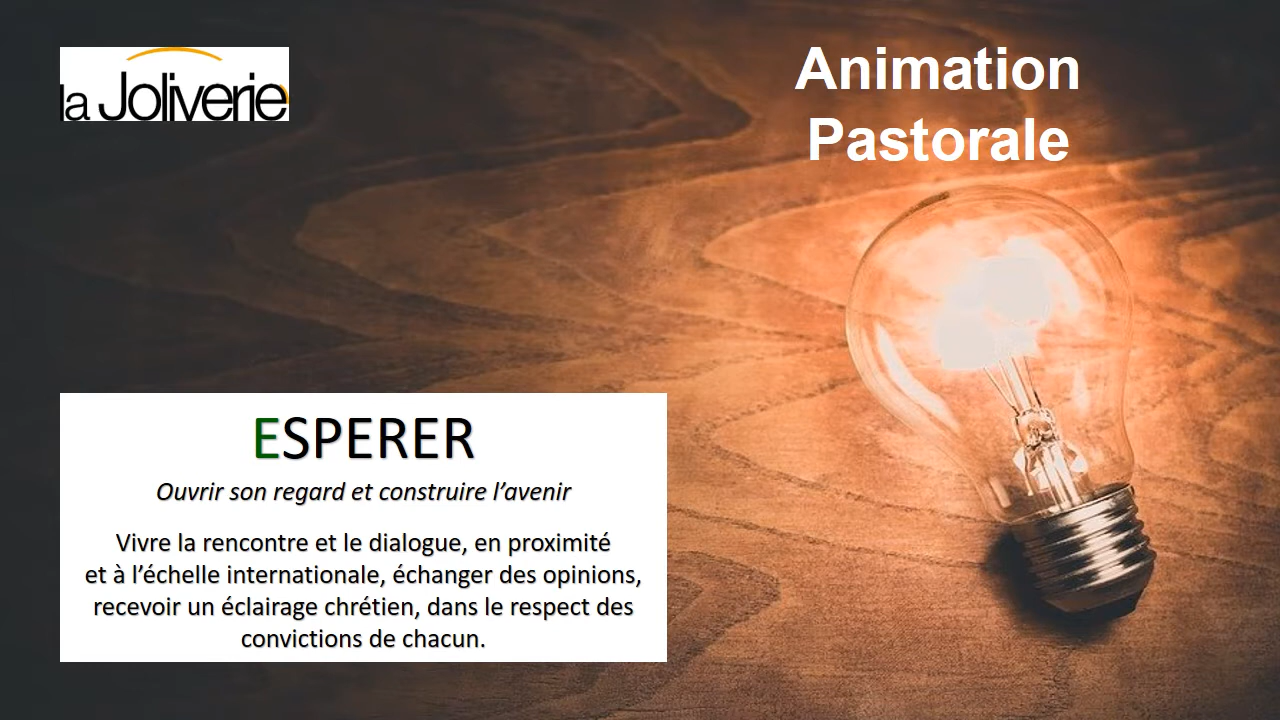 la Joliverie
Animation
Pastorale
ESPERER
Ouvrir son regard et construire l’avenir
Vivre la rencontre et le dialogue, en proximité
et à l’échelle internationale, échanger des opinions,
recevoir un éclairage chrétien, dans le respect des
convictions de chacun.